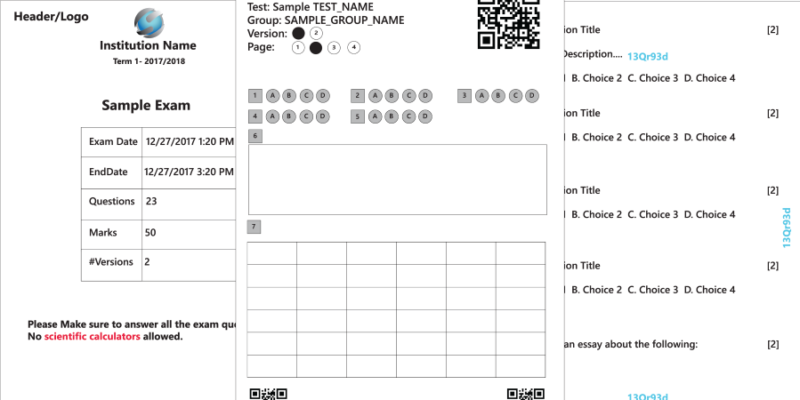 Header/Logo
Institution Name
Term 1- 2017/2018
Sample Exam
Exam Date 12/27/2017 1:20 PM
EndDate 12/27/2017 3:20 PM
Questions 23
Marks 50
#Versions 2
Please Make sure to answer all the exam
No scientific calculators allowed.
Test: Sample TEST_NAME
Group: SAMPLE_GROUP_NAME
Version: 2
Page: 1 3 4
1 A B C D 2 A B C D 3 A B C D
4 A B C D 5 A B C D
6
7
Title [2]
Description.... 13Qr93d
B. Choice 2 C. Choice 3 D. Choice 4
Title [2]
B. Choice 2 C. Choice 3 D. Choice 4
Title [2]
B. Choice 2 C. Choice 3 D. Choice 4
13Qr93d
Title [2]
B. Choice 2 C. Choice 3 D. Choice 4
an essay about the following: [2]
13Qr93d